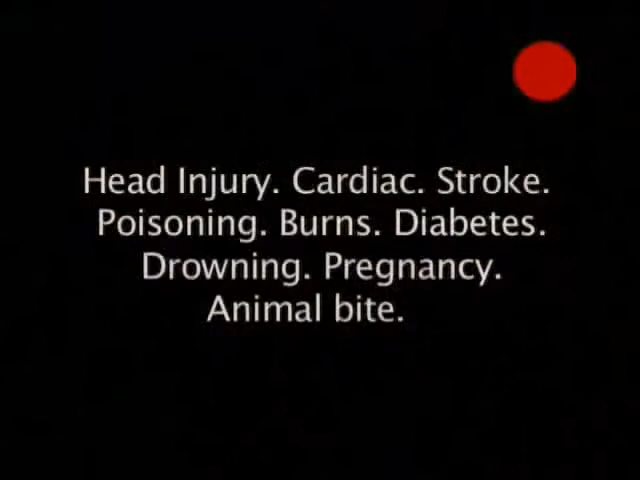 Head Injury. Cardiac. Stroke.
Poisoning. Burns. Diabetes.
Drowning. Pregnancy.
Animal bite.